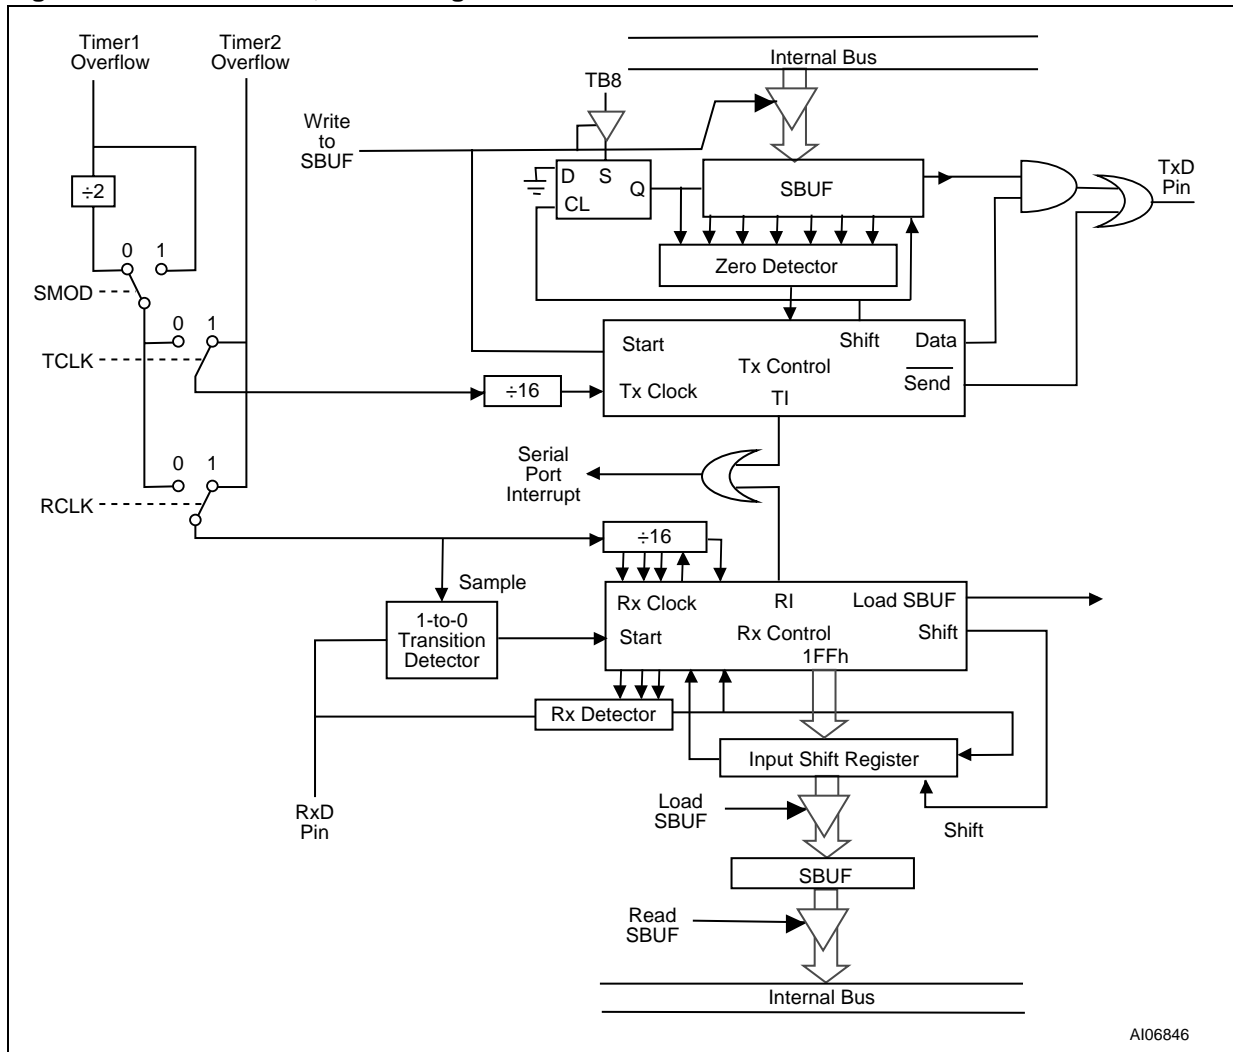 Timer1
Overflow
Timer2
Overflow
Internal Bus
TB8
Write
to
SBUF
D
S
Q
CL
SBUF
TxD
Pin
÷2
Zero Detector
0
1
SMOD
0
1
TCLK
Start
Shift
Data
Tx Control
Send
÷16
Tx Clock
TI
Serial
Port
Interrupt
0
1
RCLK
÷16
Sample
1-to-0
Transition
Detector
Rx Clock
RI
Load SBUF
Start
Rx Control
Shift
1FFh
Rx Detector
Input Shift Register
RxD
Pin
Load
SBUF
Shift
SBUF
Read
SBUF
Internal Bus
AI06846